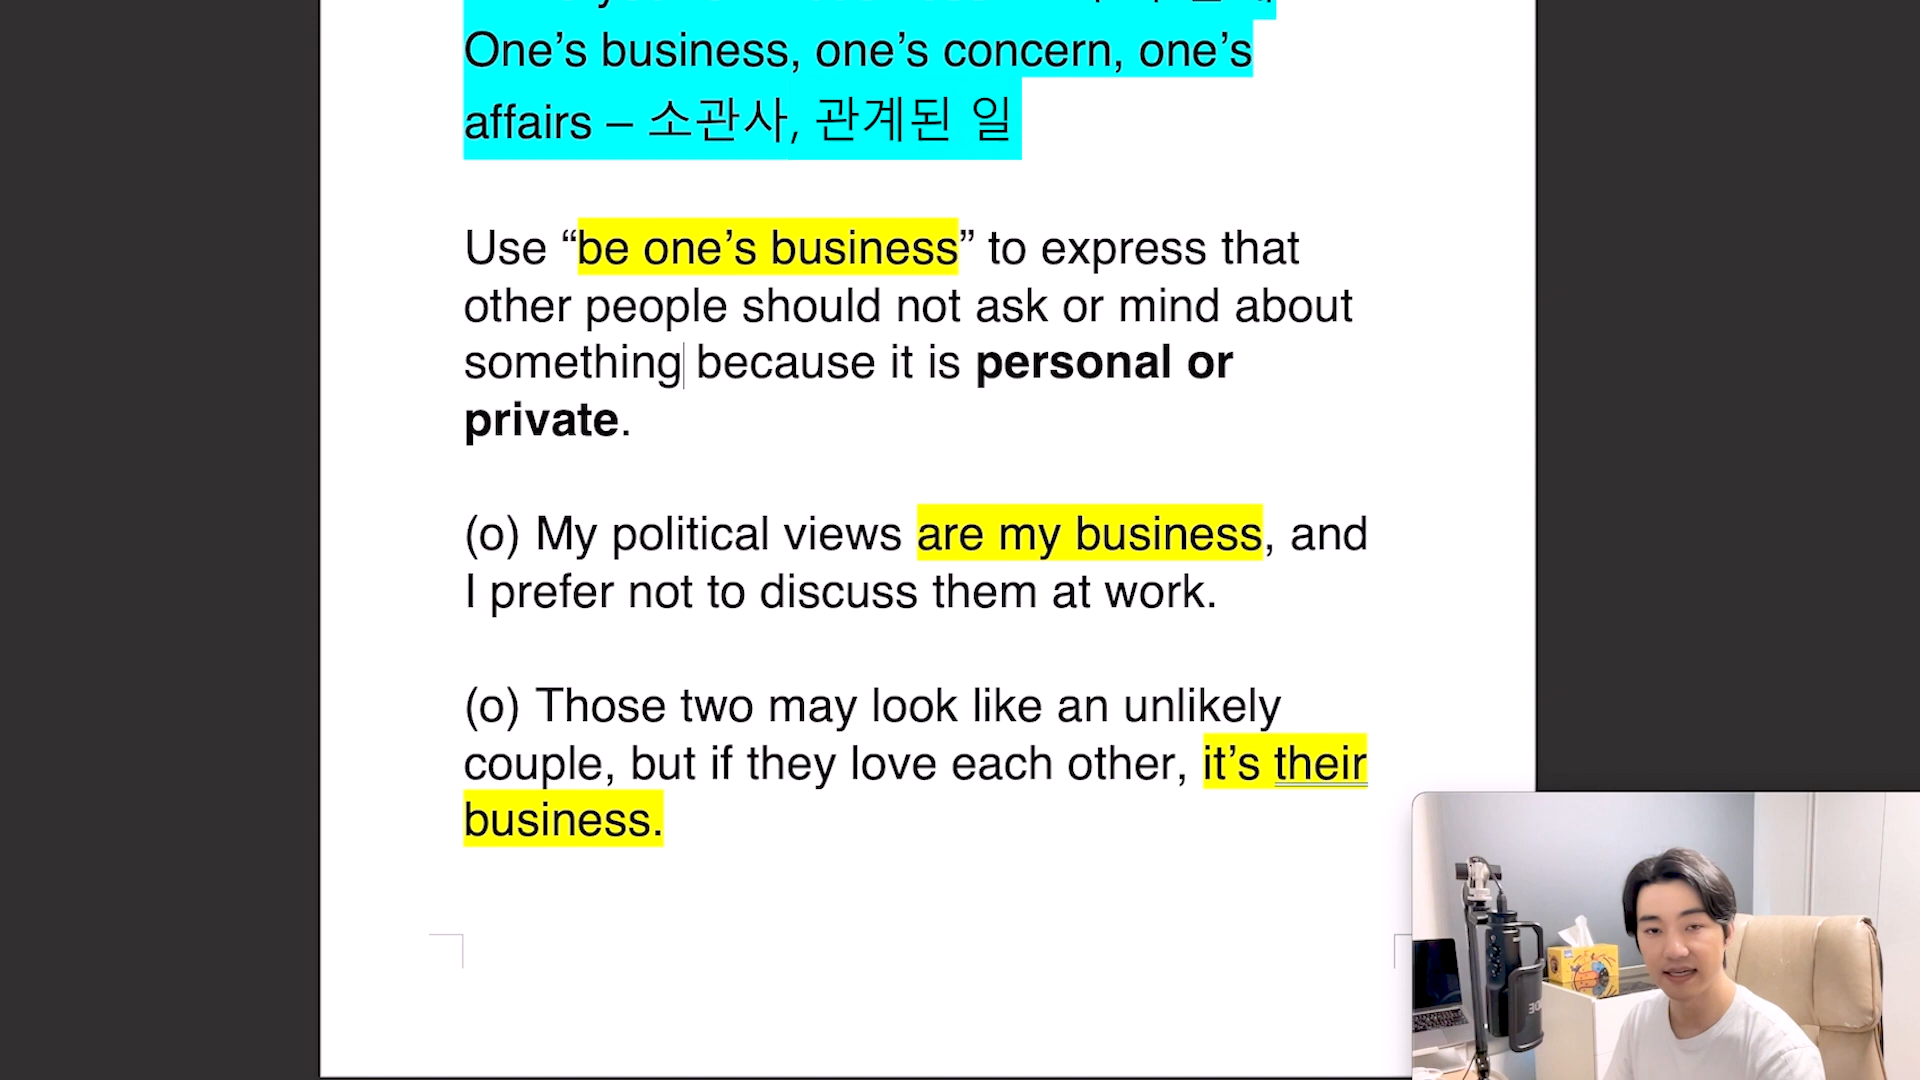 One’s business, one’s concern, one’s
affairs – 소관사, 관계된 일
Use “be one’s business” to express that
other people should not ask or mind about
something because it is personal or
private.
(o) My political views are my business, and
I prefer not to discuss them at work.
(o) Those two may look like an unlikely
couple, but if they love each other, it’s their
business.